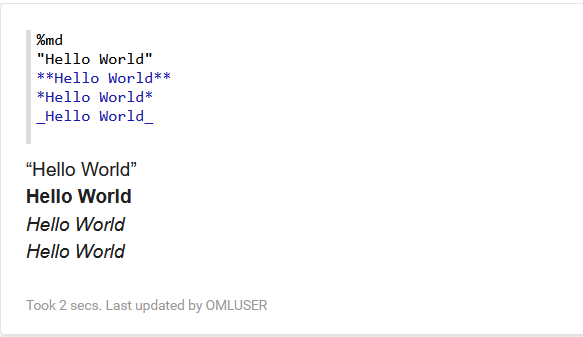 %md
"Hello World"
**Hello World**
*Hello World*
_Hello World_
“Hello World”
Hello World
Hello World
Hello World
Took 2 secs. Last updated by OMLUSER